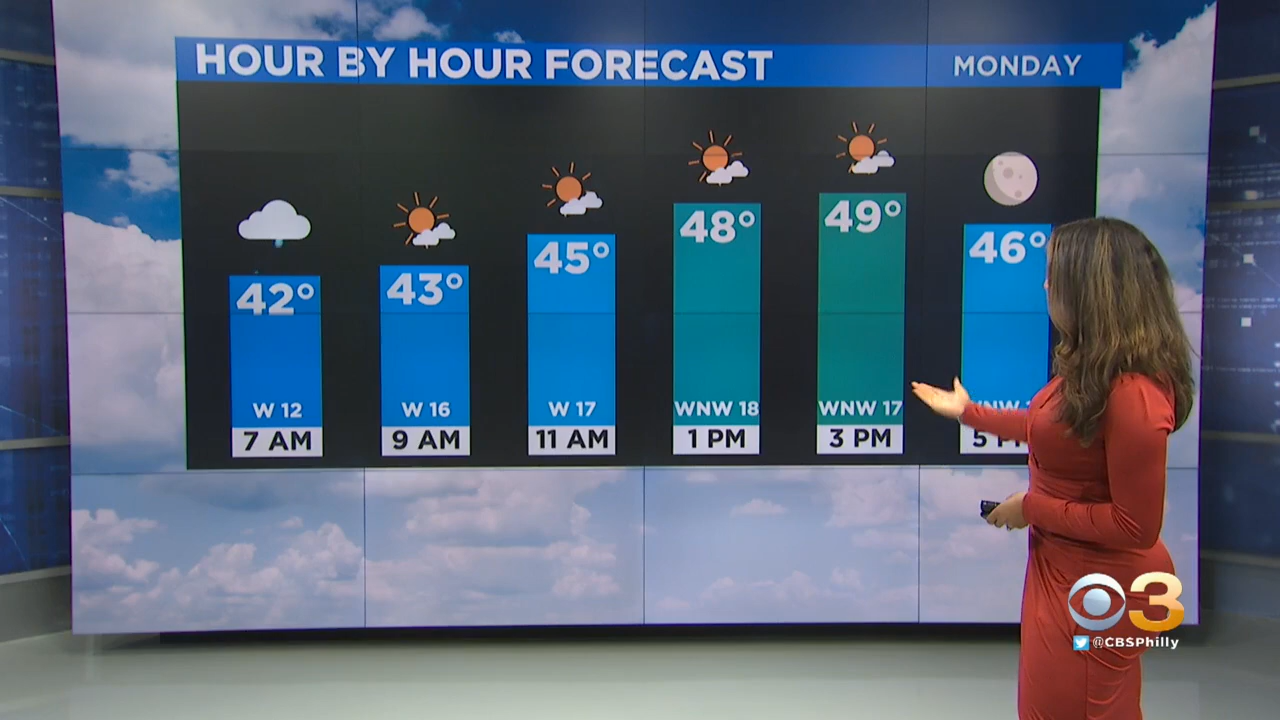 HOUR BY HOUR FORECAST
MONDAY
42° 43° 45° 48° 49° 46°
W 12 W 16 W 17 WNW 18 WNW 17
7 AM 9 AM 11 AM 1 PM 3 PM
3
@CBSPhilly